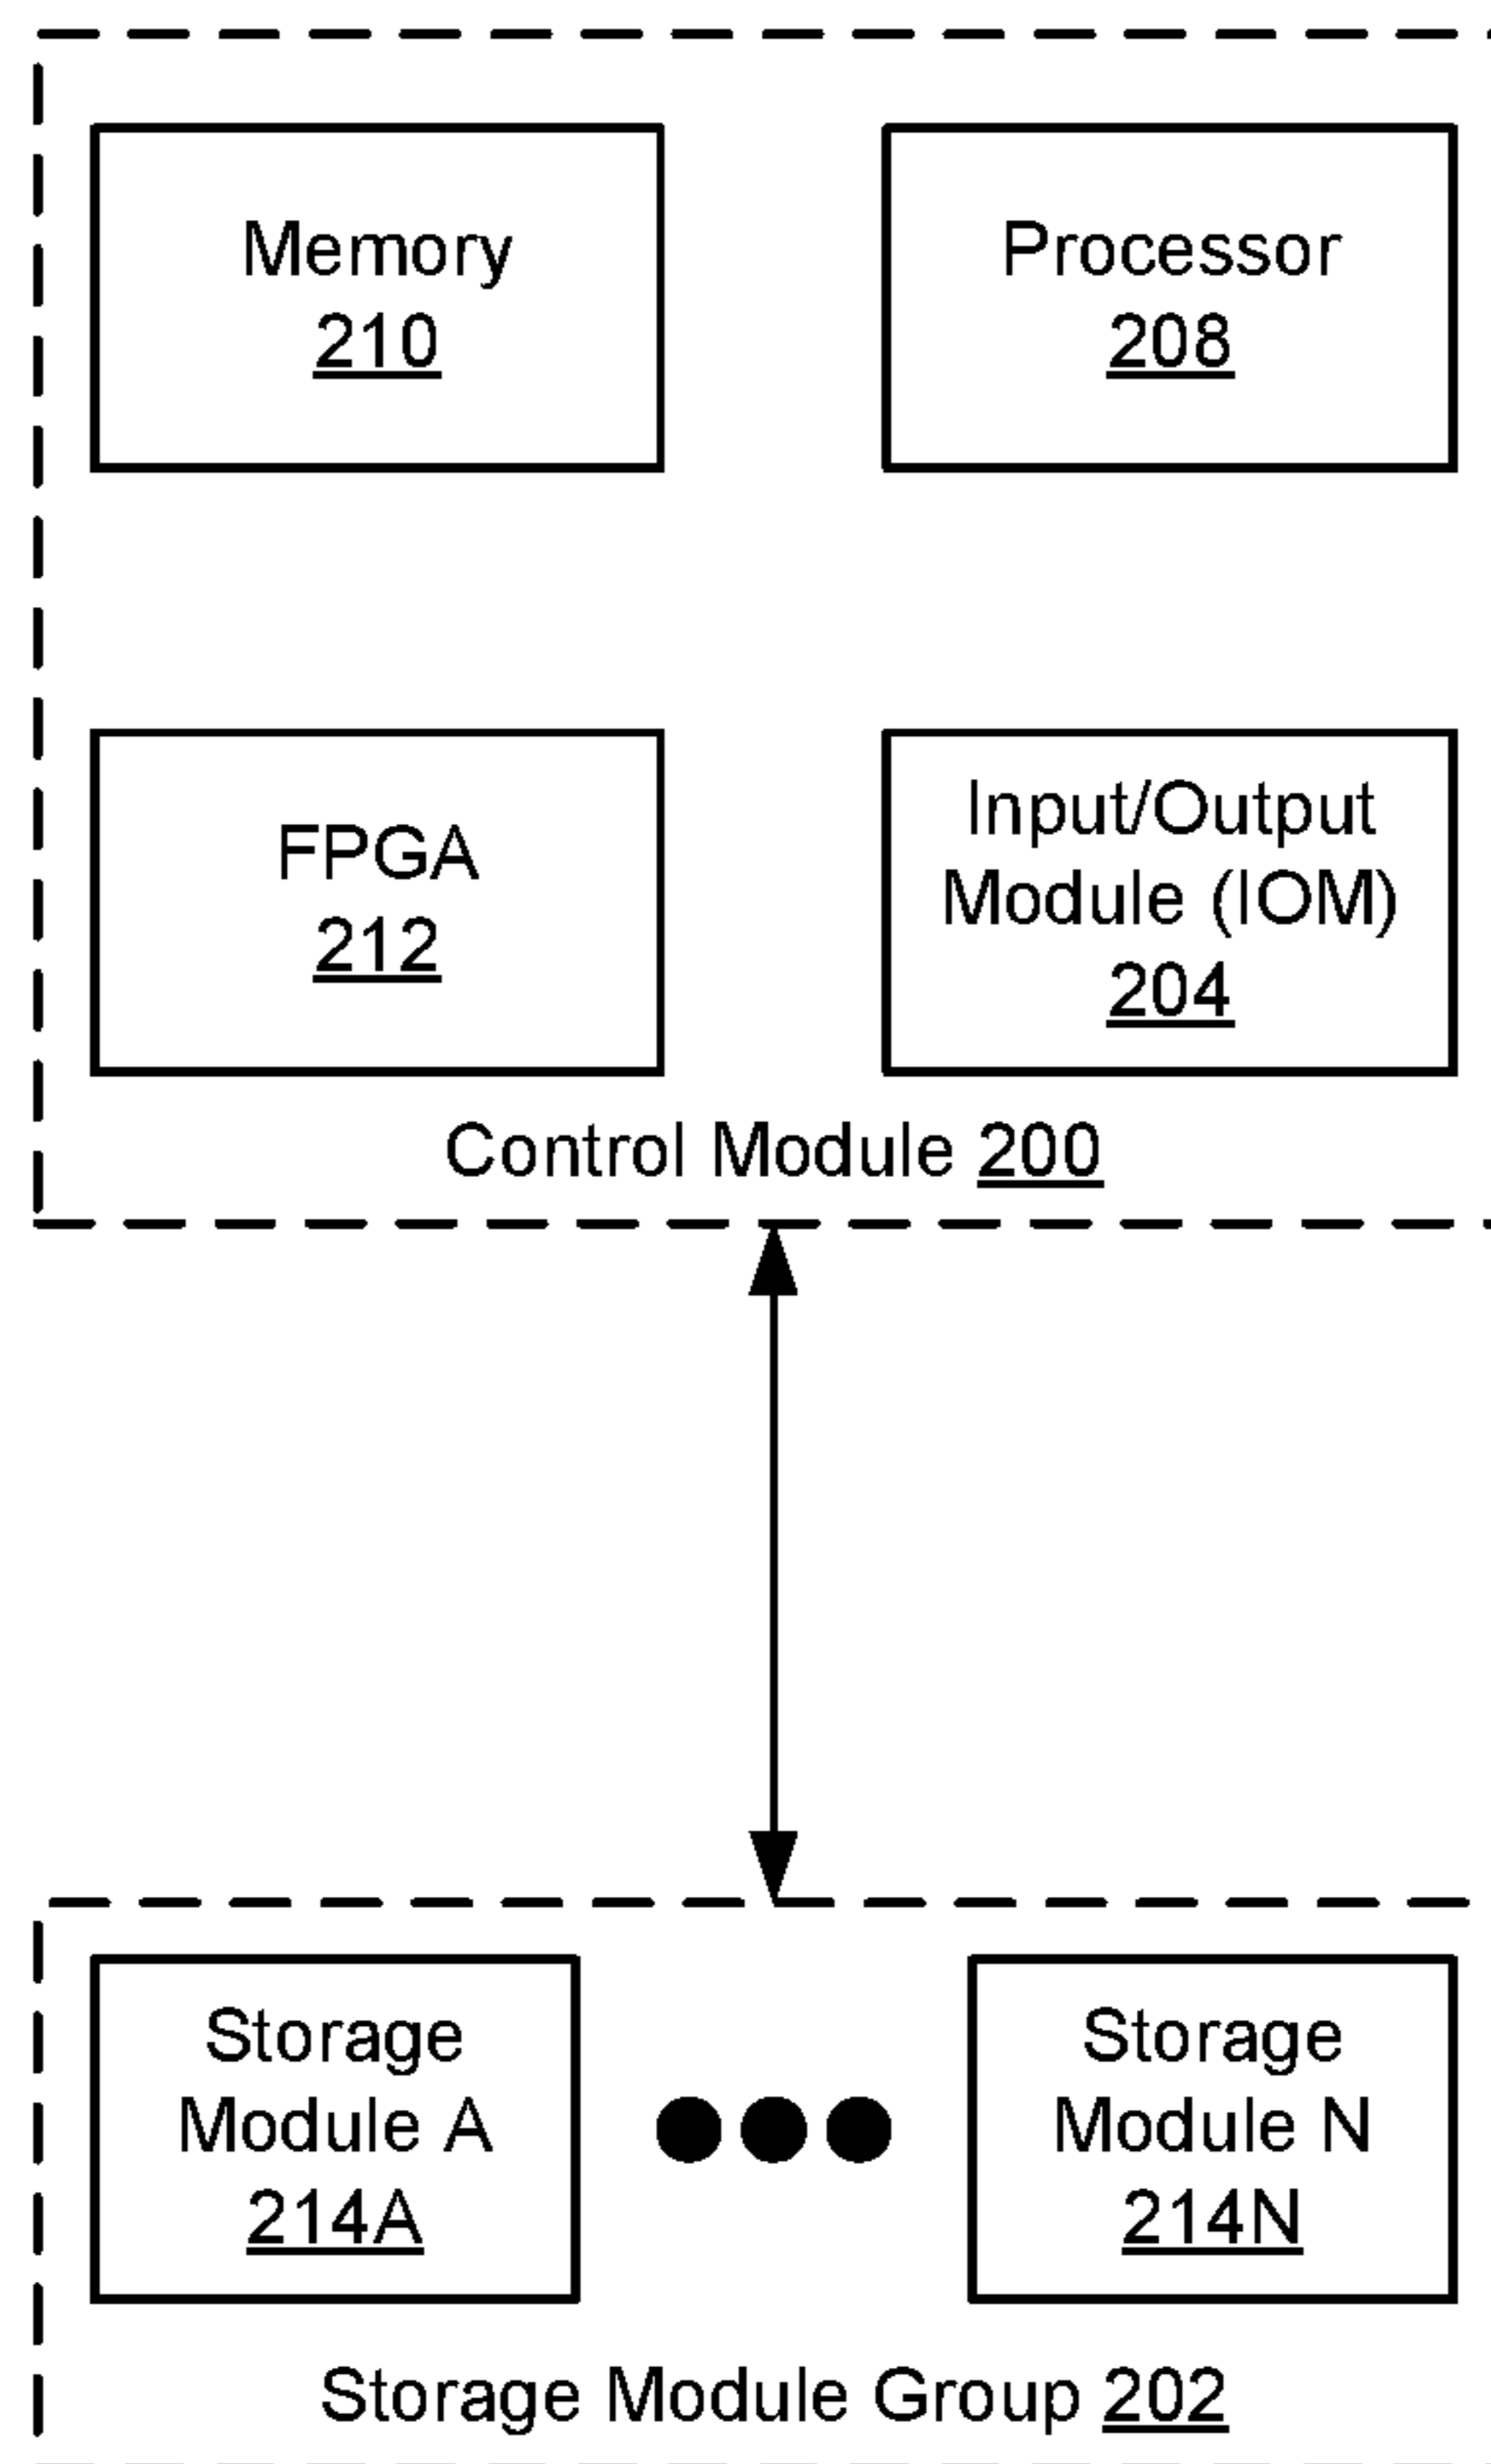 Memory
210
Processor
208
FPGA
212
Input/Output
Module (IOM)
204
Control Module 200
Storage
Module A
214A
Storage
Module N
214N
Storage Module Group 202